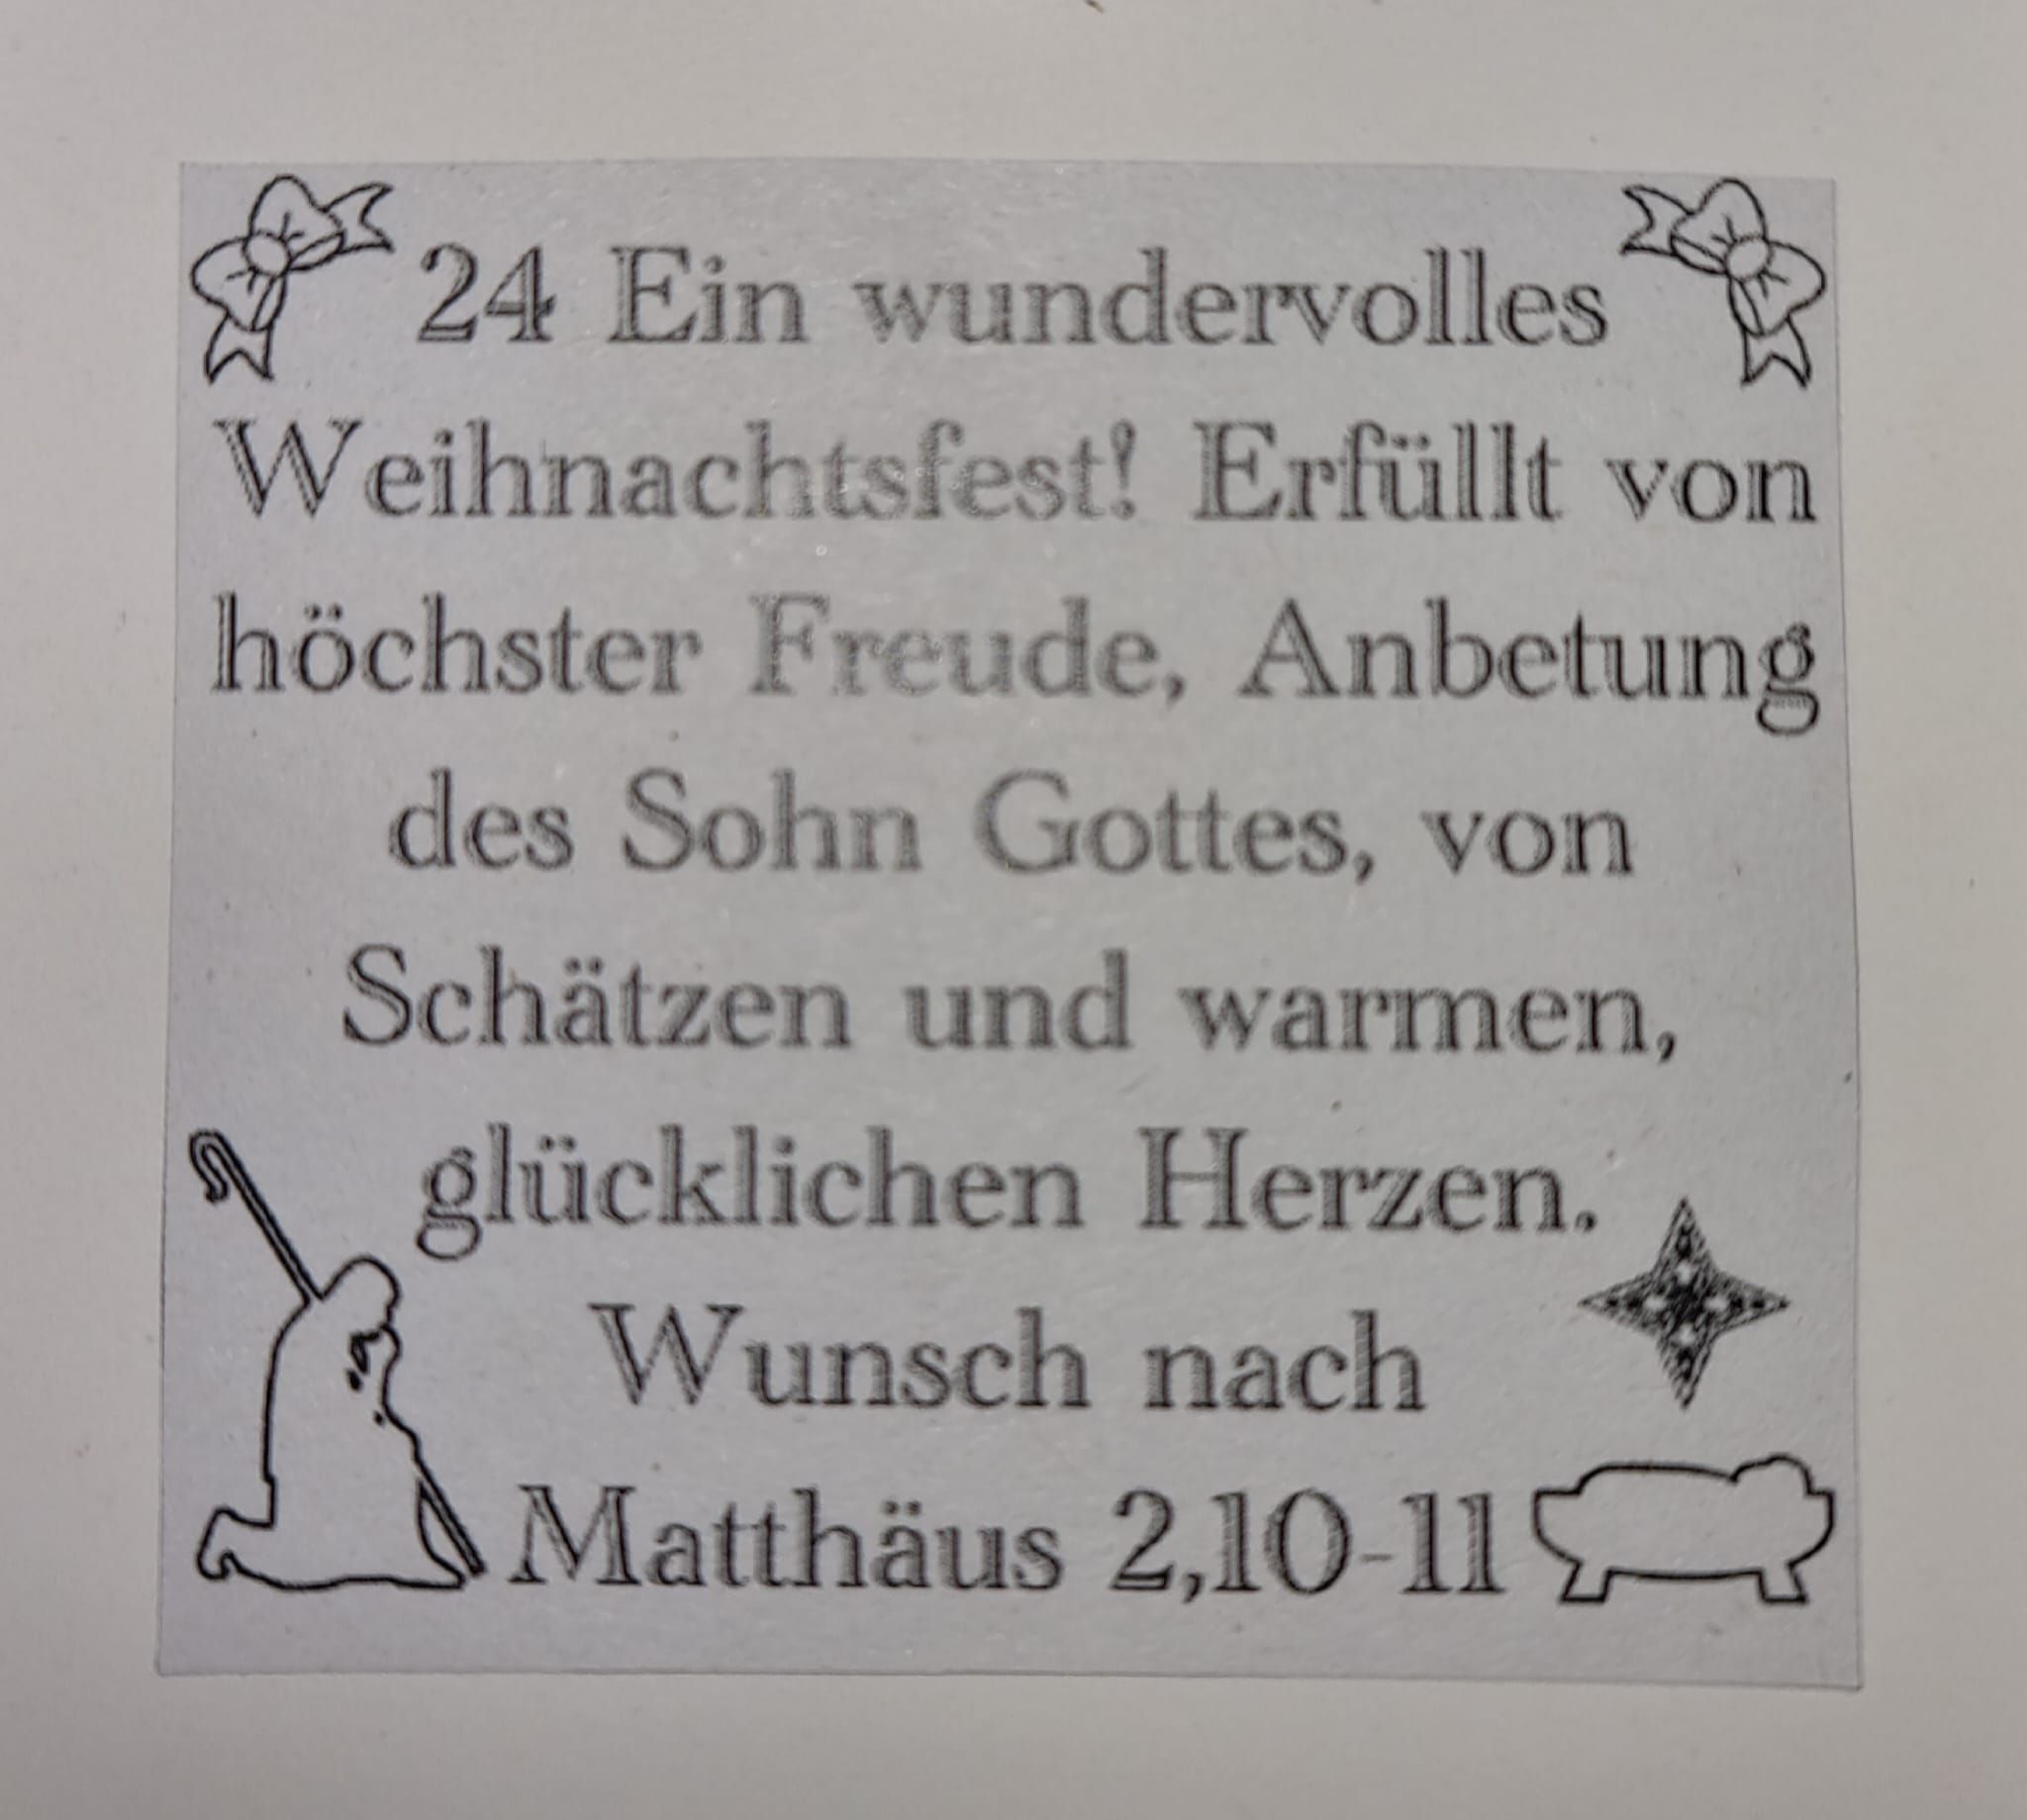 24 Ein wundervolles
Weihnachtsfest! Erfüllt von
höchster Freude, Anbetung
des Sohn Gottes, von
Schätzen und warmen,
glücklichen Herzen.
Wunsch nach
Matthäus 2,10-11